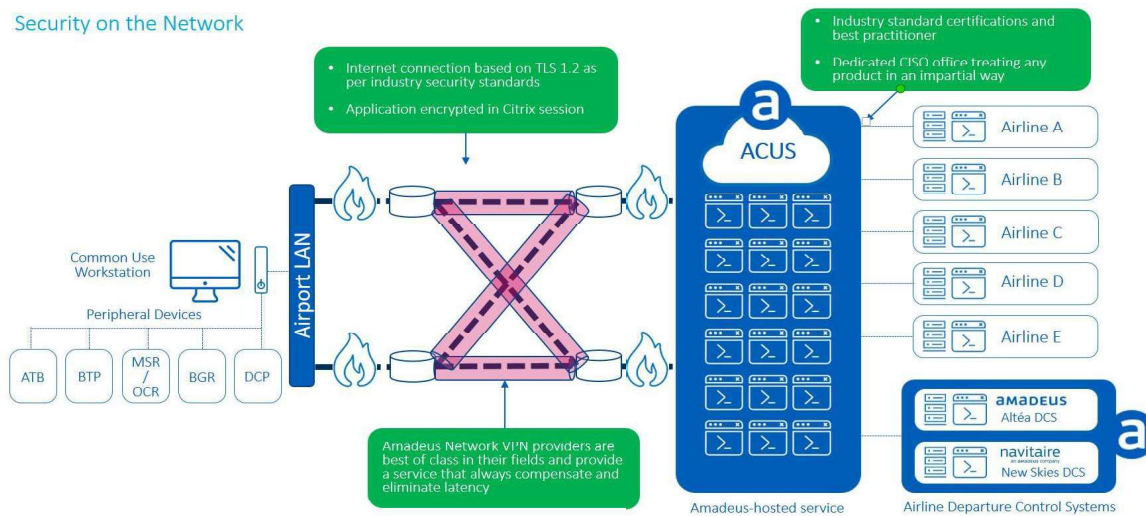 Security on the Network
• Internet connection based on TLS 1.2 as
per industry security standards
• Application encrypted in Citrix session
• Industry standard certifications and
best practitioner
• Dedicated CISO office treating any
product in an impartial way
a
ACUS
Airline A
Airline B
Airline C
Airline D
Airline E
Common Use
Workstation
Airport LAN
Peripheral Devices
ATB
BTP
MSR
/
OCR
BGR
DCP
Amadeus Network VPN providers are
best of class in their fields and provide
a service that always compensate and
eliminate latency
amadeus
Altéa DCS
navitaire
an amadeus company
New Skies DCS
a
Amadeus-hosted service
Airline Departure Control Systems